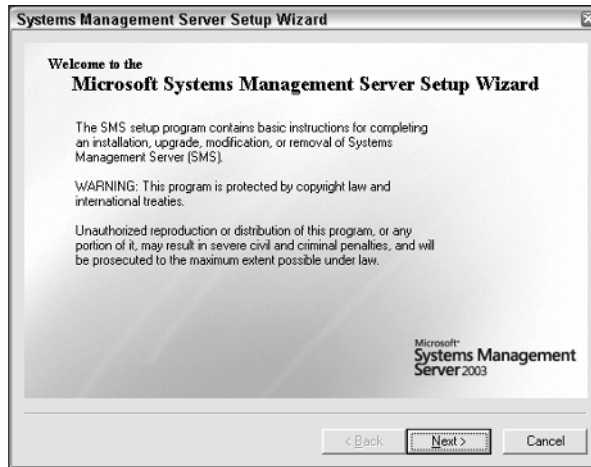 Systems Management Server Setup Wizard
Welcome to the
Microsoft Systems Management Server Setup Wizard
The SMS setup program contains basic instructions for completing
an installation, upgrade, modification, or removal of Systems
Management Server (SMS).
WARNING: This program is protected by copyright law and
international treaties.
Unauthorized reproduction or distribution of this program, or any
portion of it, may result in severe civil and criminal penalties, and will
be prosecuted to the maximum extent possible under law.
Microsoft
Systems Management
Server 2003
< Back Next > Cancel